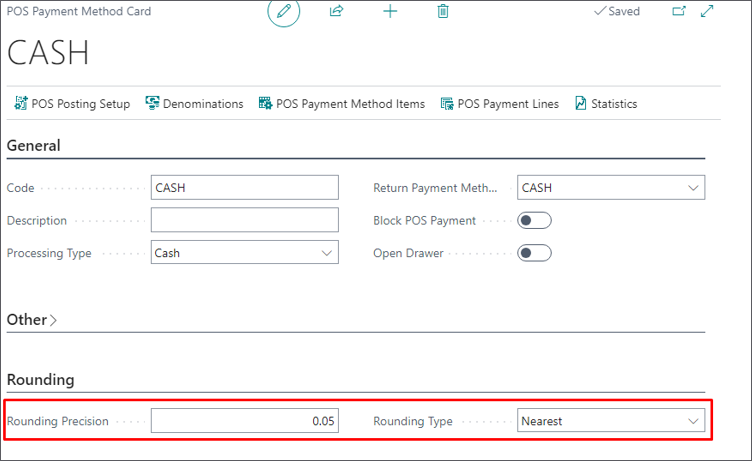 POS Payment Method Card
Saved
CASH
POS Posting Setup Denominations POS Payment Method Items POS Payment Lines Statistics
General
Code CASH Return Payment Meth... CASH
Description Block POS Payment
Processing Type Cash Open Drawer
Other
Rounding
Rounding Precision 0.05 Rounding Type Nearest